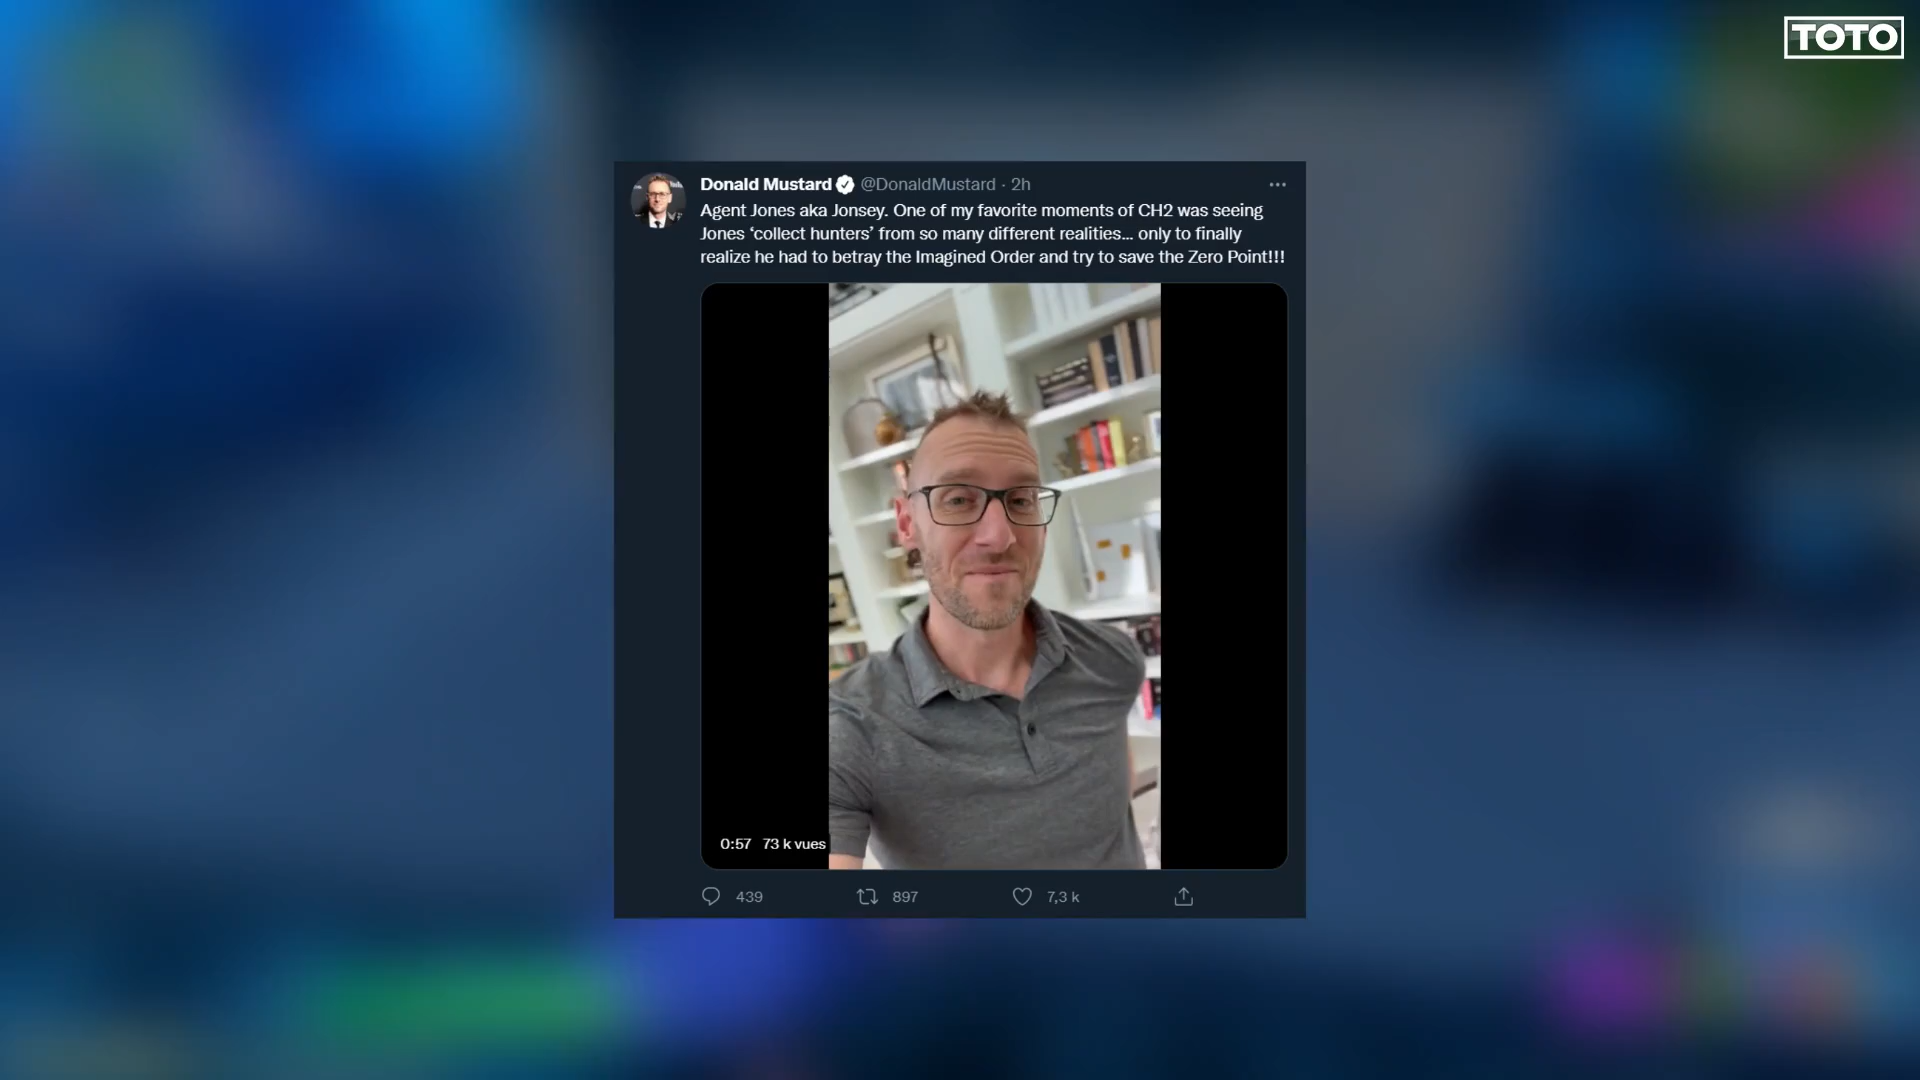 TOTO
Donald Mustard @DonaldMustard · 2h
Agent Jones aka Jonsey. One of my favorite moments of CH2 was seeing
Jones ‘collect hunters’ from so many different realities... only to finally
realize he had to betray the Imagined Order and try to save the Zero Point!!!
0:57 73 k vues
439 897 7,3 k